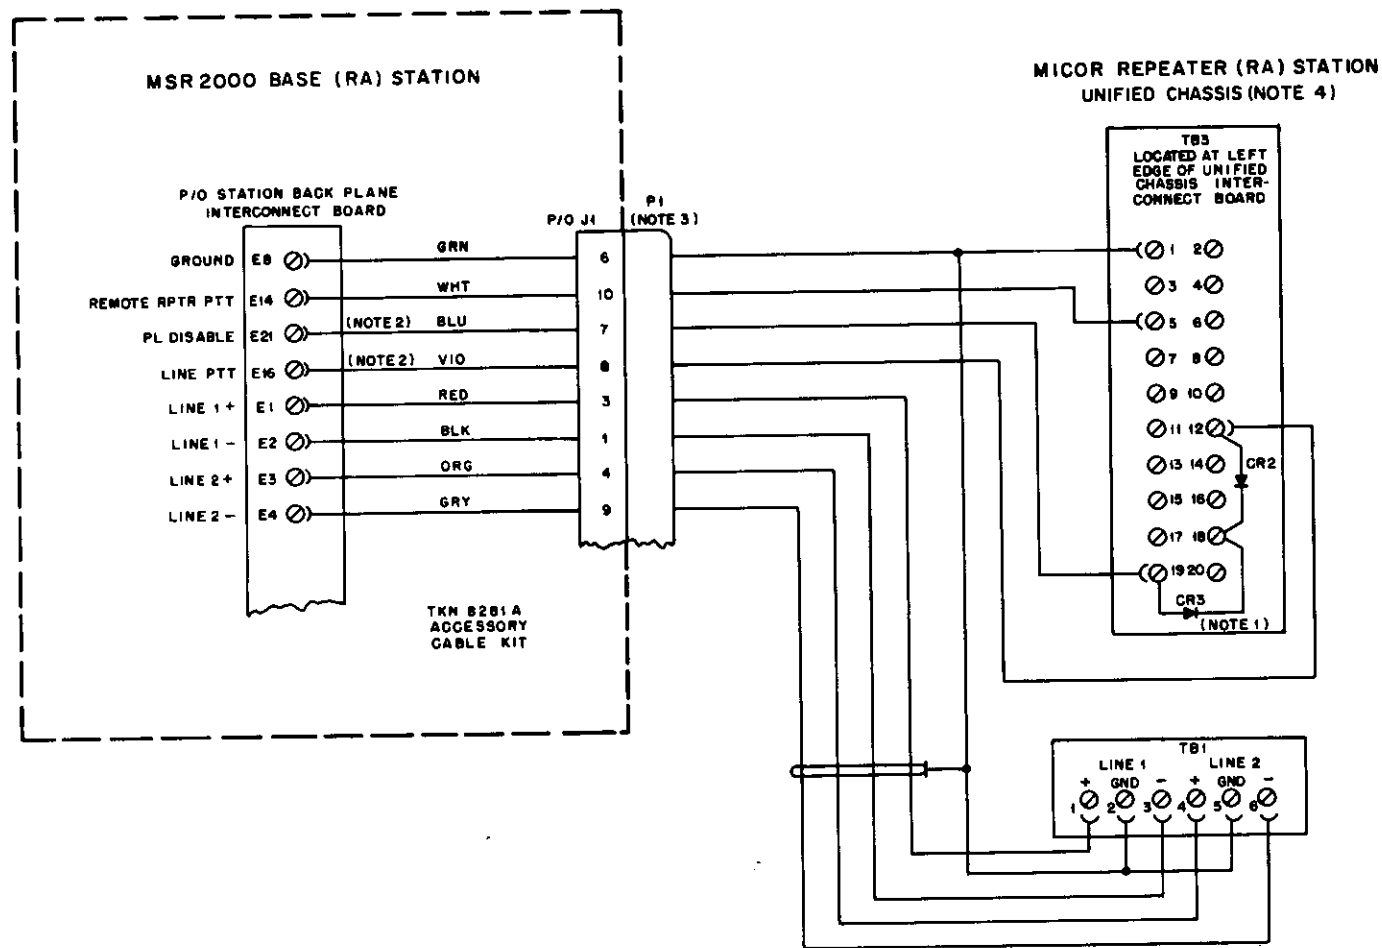 MSR2000 BASE (RA) STATION
MICOR REPEATER (RA) STATION
UNIFIED CHASSIS (NOTE 4)
P/O STATION BACK PLANE
INTERCONNECT BOARD
P/O J1
P1
(NOTE 3)
GROUND E8 GRN 6
REMOTE RPTR PTT E14 WHT 10
PL DISABLE E21 (NOTE 2) BLU 7
LINE PTT E16 (NOTE 2) VIO 8
LINE 1 + E1 RED 3
LINE 1 - E2 BLK 1
LINE 2 + E3 ORG 4
LINE 2 - E4 GRY 9
TKN 8281A
ACCESSORY
CABLE KIT
TB3
LOCATED AT LEFT
EDGE OF UNIFIED
CHASSIS INTER-
CONNECT BOARD
1 2
3 4
5 6
7 8
9 10
11 12
13 14 CR2
15 16
17 18
19 20
CR3
(NOTE 1)
TB1
LINE 1 LINE 2
+ GND - + GND -
1 2 3 4 5 6